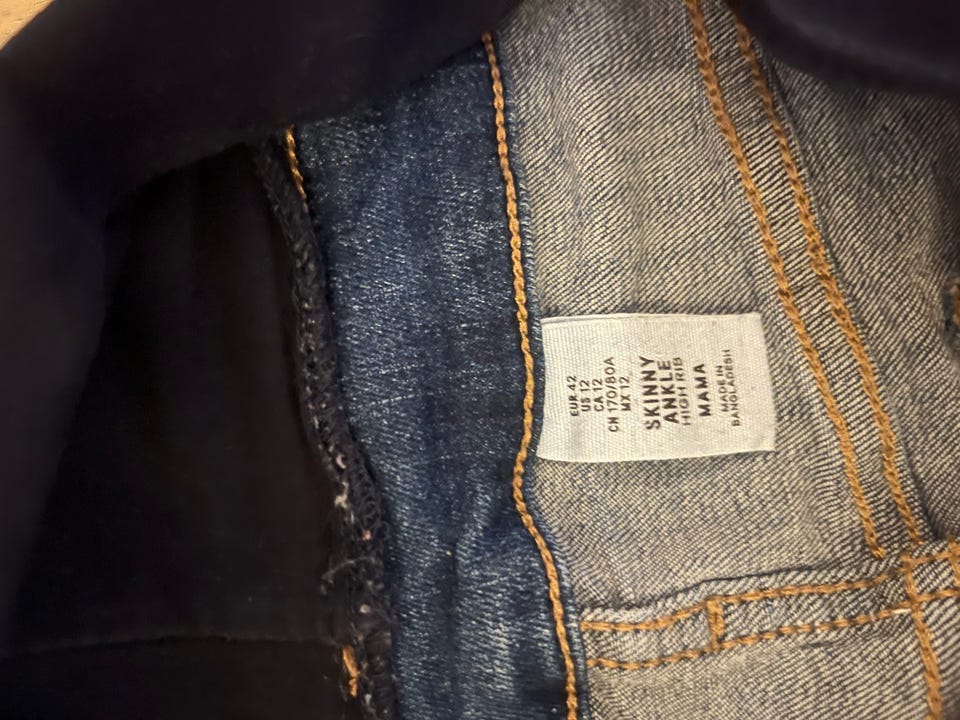 EUR 42
US 12
CA 12
CN 170/80A
MX 12
SKINNY
ANKLE
HIGH RIB
MAMA
MADE IN
BANGLADESH